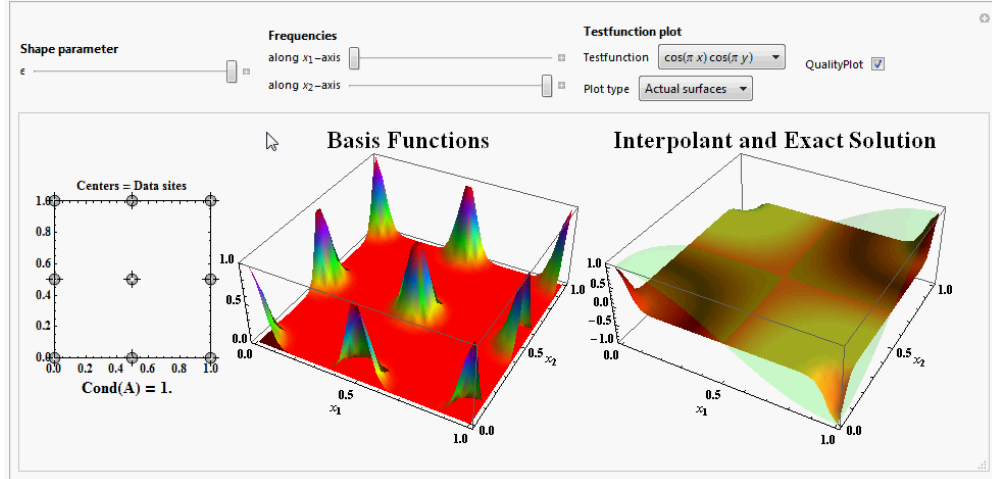 Shape parameter
ϵ
Frequencies
along x₁-axis
along x₂-axis
Testfunction plot
Testfunction cos(π x) cos(π y)
Plot type Actual surfaces
QualityPlot
Centers = Data sites
1.0
0.8
0.6
0.4
0.2
0.0
0.0 0.2 0.4 0.6 0.8 1.0
Cond(A) = 1.
Basis Functions
1.0
0.5
0.0
0.0
0.5
1.0
x₁
0.0
0.5
1.0
x₂
Interpolant and Exact Solution
1.0
0.5
0.0
−0.5
−1.0
0.0
0.5
1.0
x₁
0.0
0.5
1.0
x₂